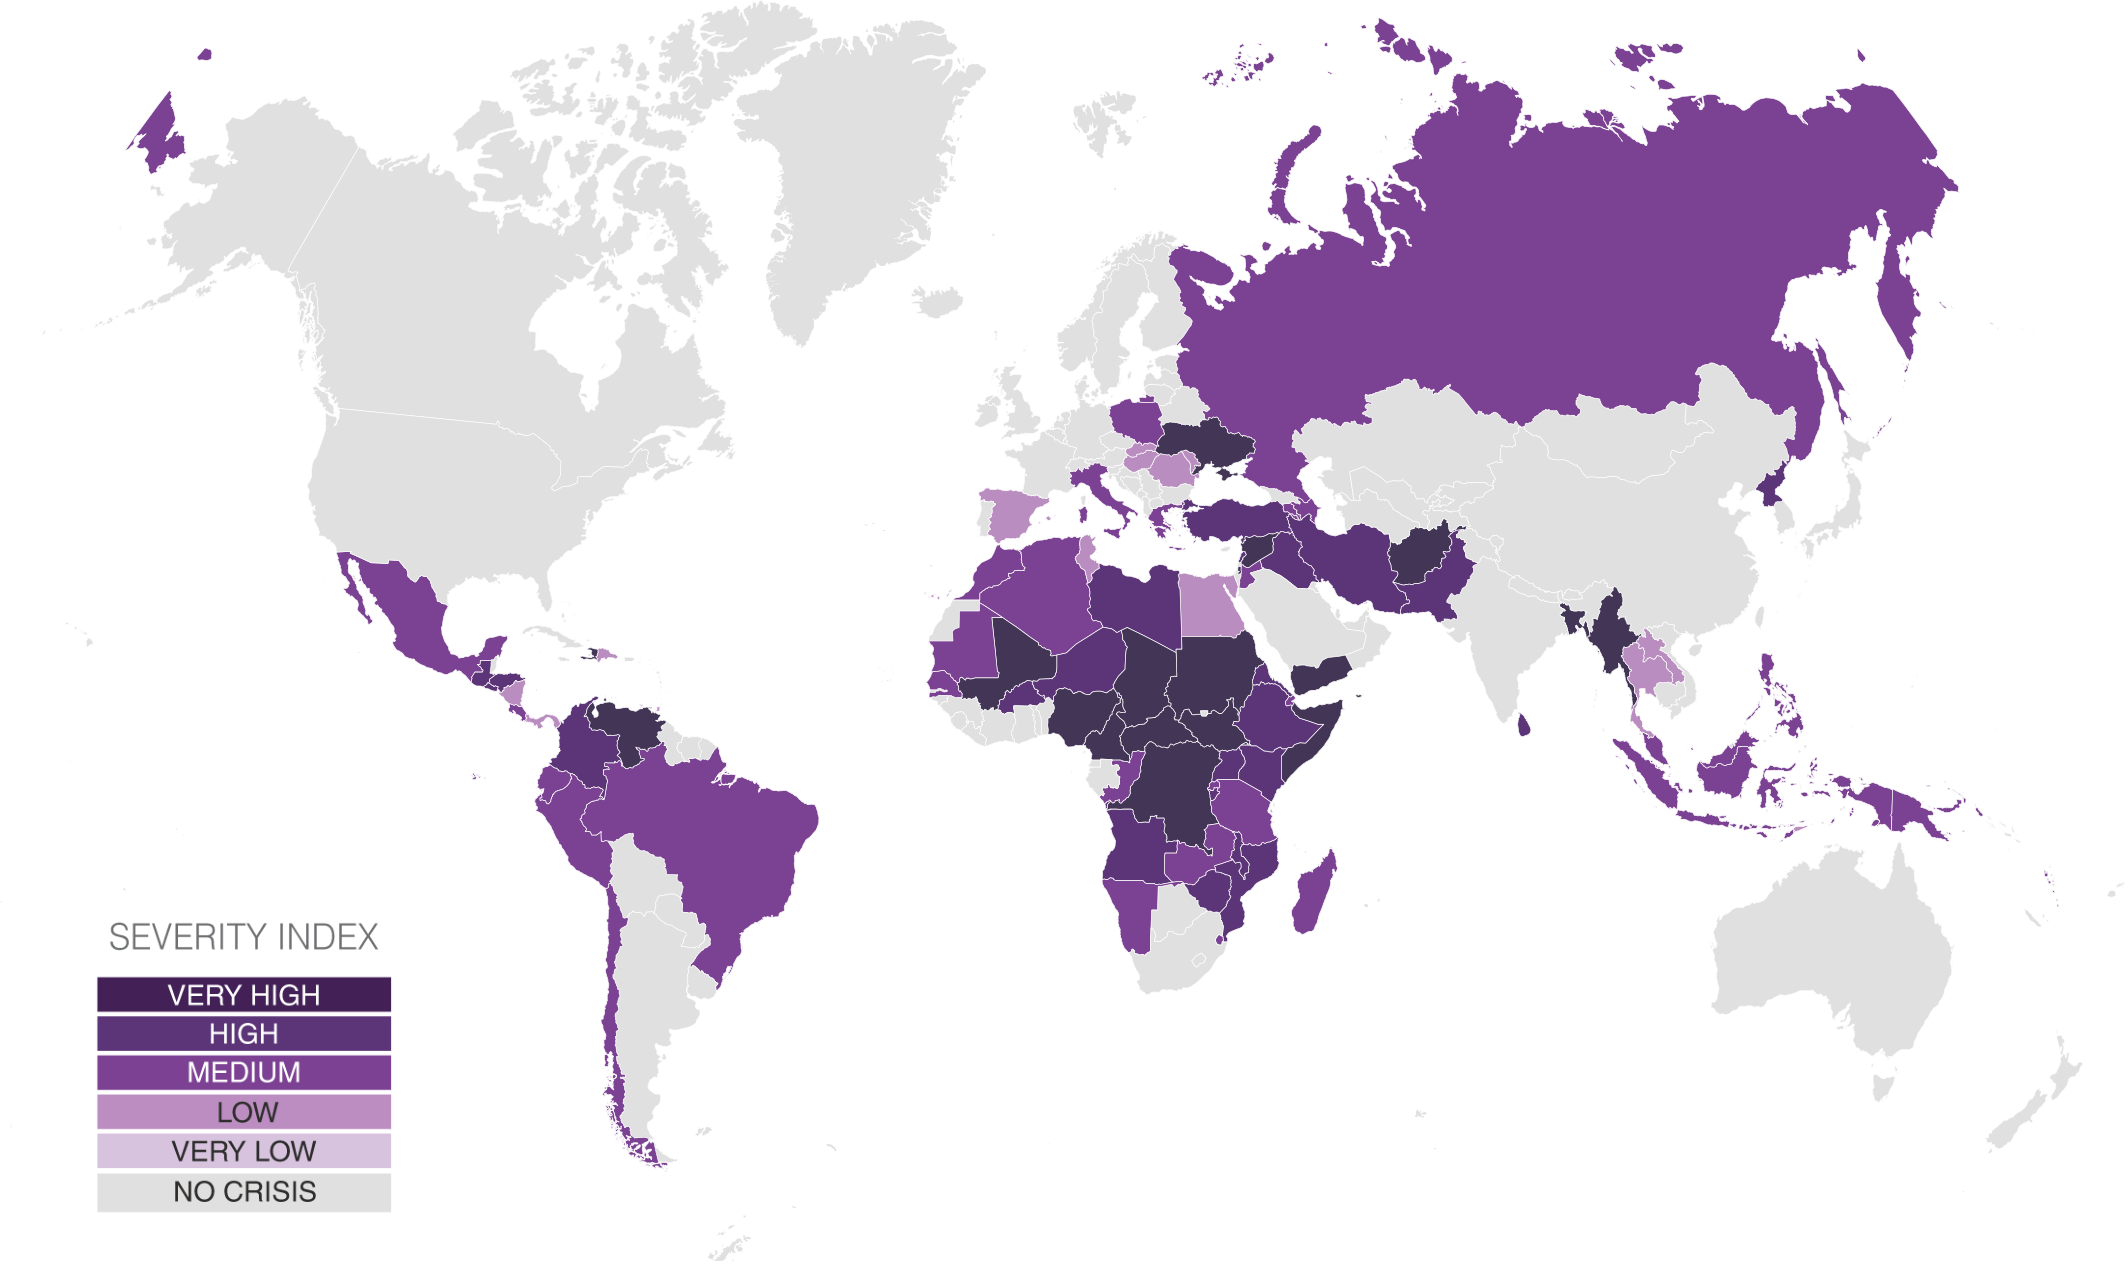 SEVERITY INDEX
VERY HIGH
HIGH
MEDIUM
LOW
VERY LOW
NO CRISIS